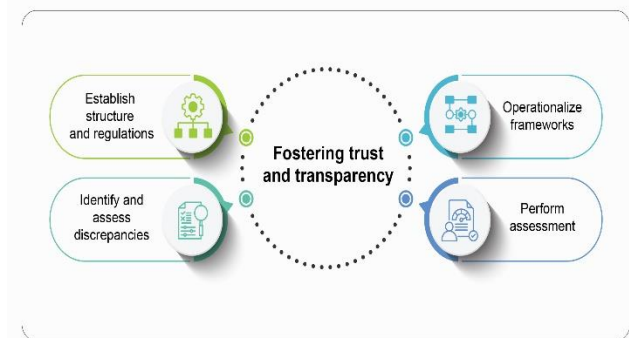 Establish
structure
and regulations
Identify and
assess
discrepancies
Fostering trust
and transparency
Operationalize
frameworks
Perform
assessment